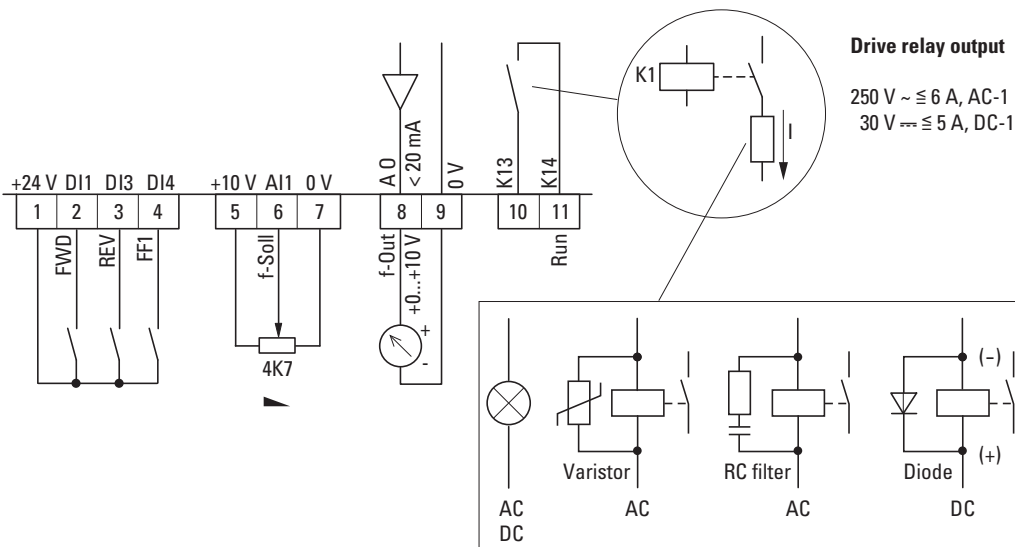 Drive relay output
250 V ~ ≦ 6 A, AC-1
30 V ⎓ ≦ 5 A, DC-1
K1
I
A 0
< 20 mA
0 V
K13
K14
+24 V DI1 DI3 DI4
+10 V AI1 0 V
1 2 3 4
5 6 7
8 9
10 11
FWD
REV
FF1
f-Soll
f-Out
+0...+10 V
Run
+
-
4K7
(–)
(+)
Varistor
RC filter
Diode
AC
DC
AC
AC
DC